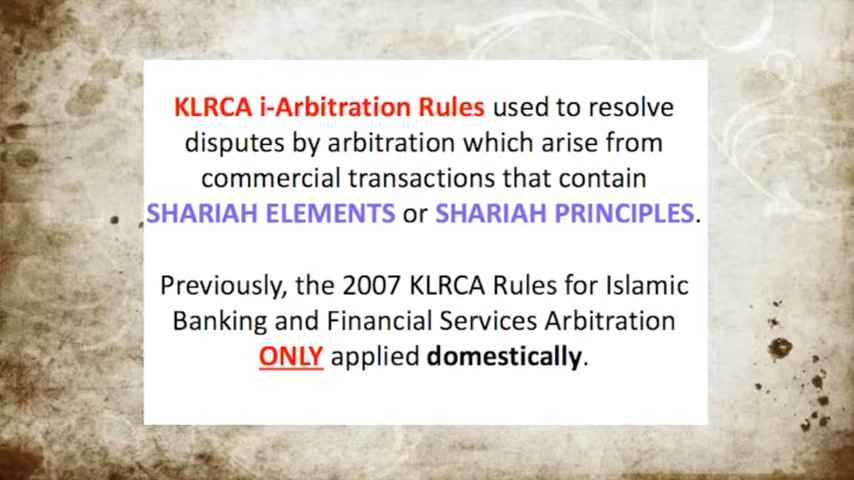 KLRCA i-Arbitration Rules used to resolve
disputes by arbitration which arise from
commercial transactions that contain
SHARIAH ELEMENTS or SHARIAH PRINCIPLES.
Previously, the 2007 KLRCA Rules for Islamic
Banking and Financial Services Arbitration
ONLY applied domestically.